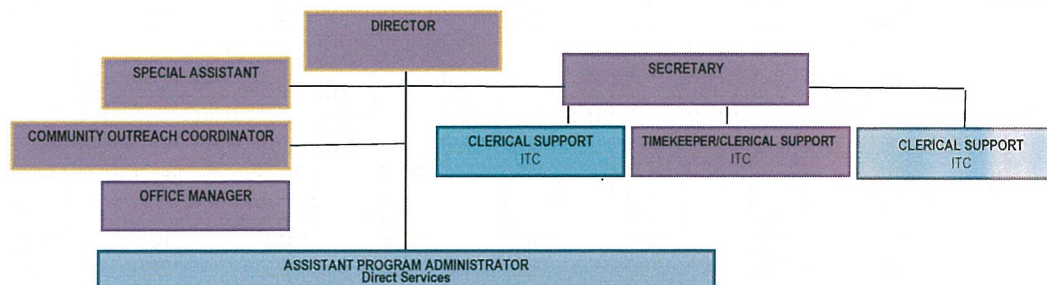 DIRECTOR
SPECIAL ASSISTANT
SECRETARY
COMMUNITY OUTREACH COORDINATOR
CLERICAL SUPPORT
ITC
TIMEKEEPER/CLERICAL SUPPORT
ITC
CLERICAL SUPPORT
ITC
OFFICE MANAGER
ASSISTANT PROGRAM ADMINISTRATOR
Direct Services